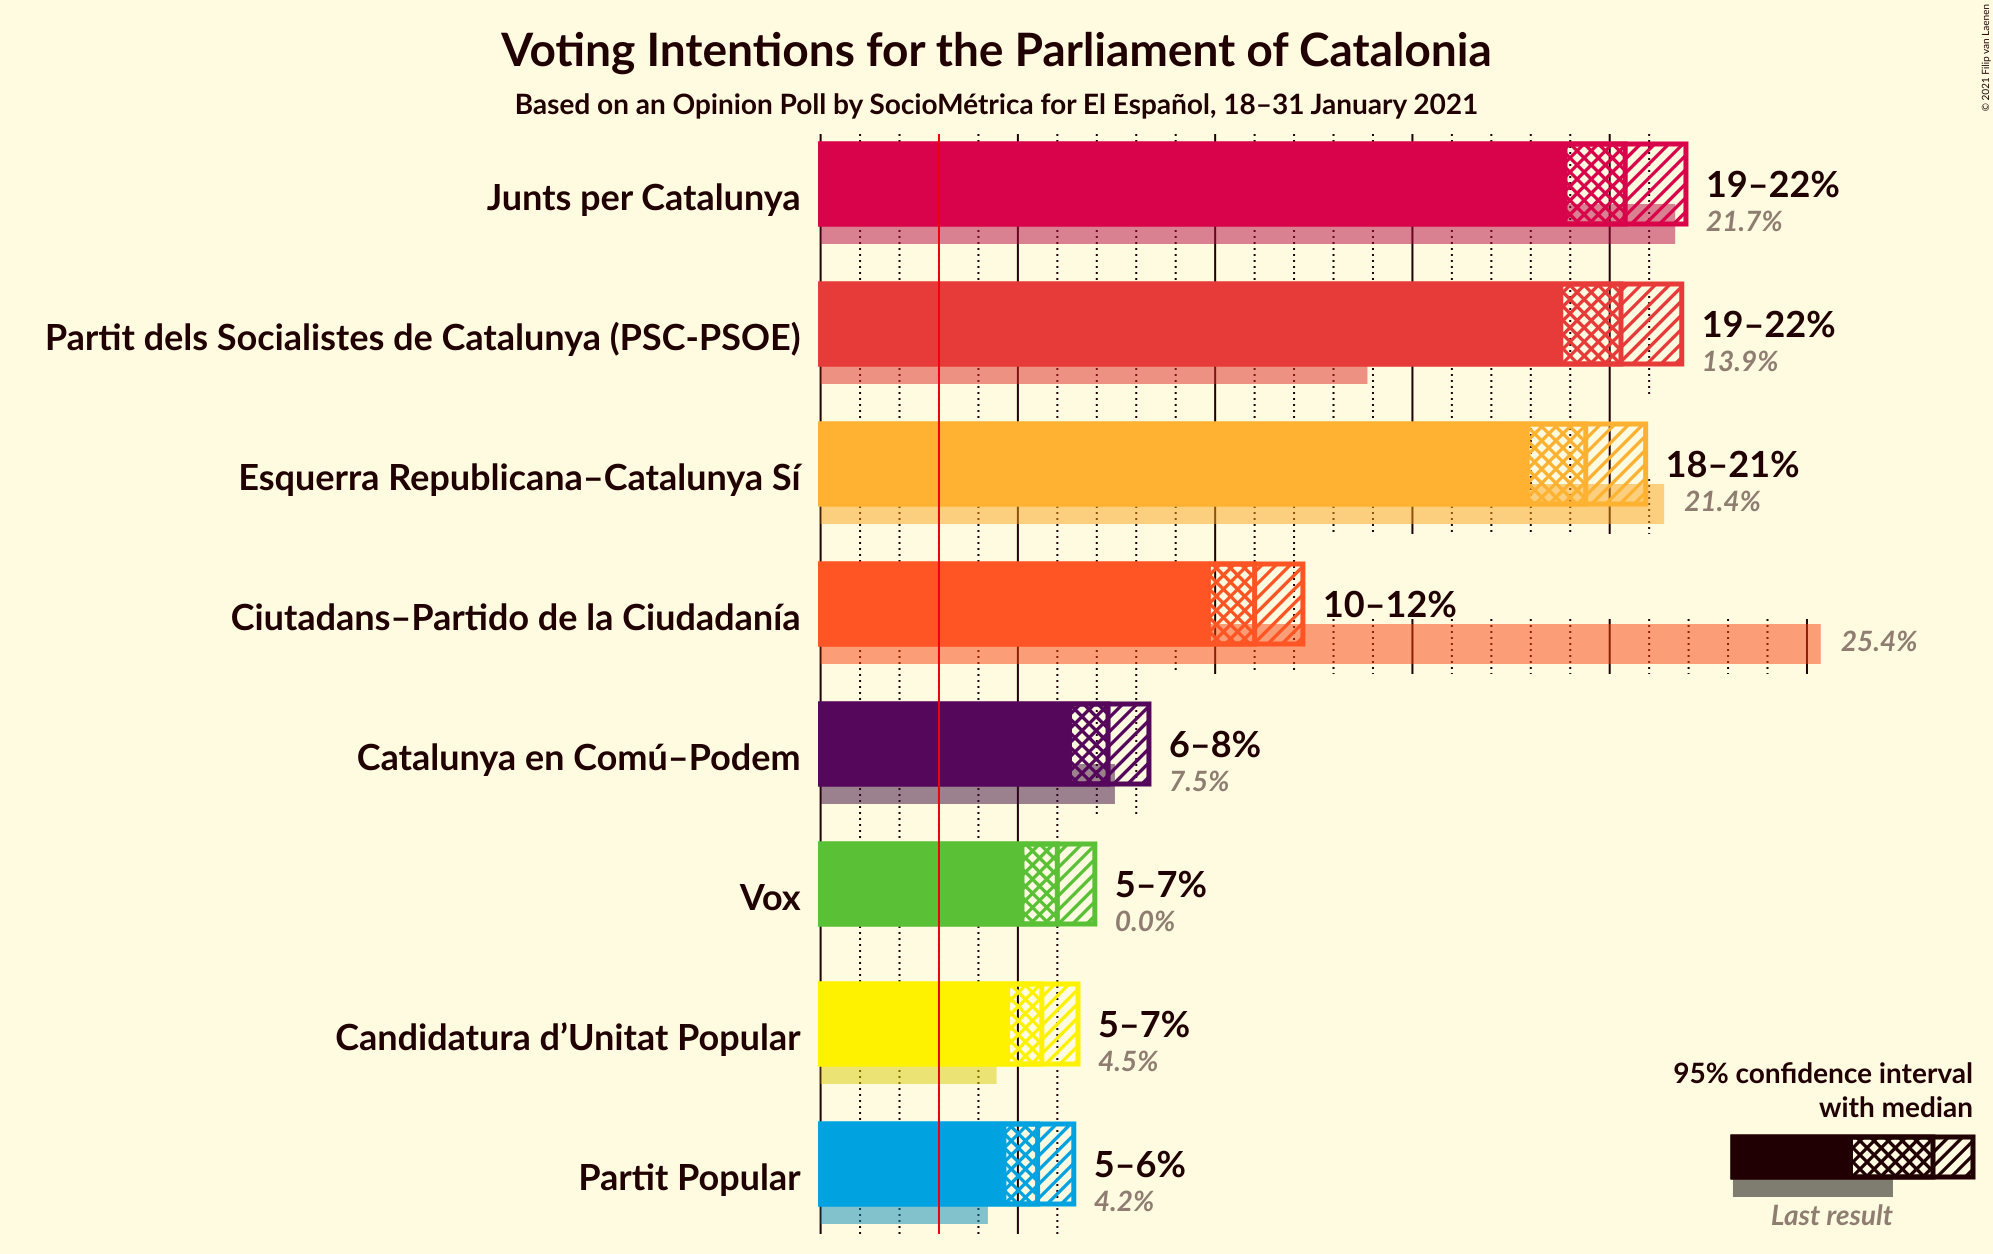 Voting Intentions for the Parliament of Catalonia
Based on an Opinion Poll by SocioMétrica for El Español, 18–31 January 2021
© 2021 Filip van Laenen
Junts per Catalunya
19–22%
21.7%
Partit dels Socialistes de Catalunya (PSC-PSOE)
19–22%
13.9%
Esquerra Republicana–Catalunya Sí
18–21%
21.4%
Ciutadans–Partido de la Ciudadanía
10–12%
25.4%
Catalunya en Comú–Podem
6–8%
7.5%
Vox
5–7%
0.0%
Candidatura d’Unitat Popular
5–7%
4.5%
Partit Popular
5–6%
4.2%
95% confidence interval
with median
Last result